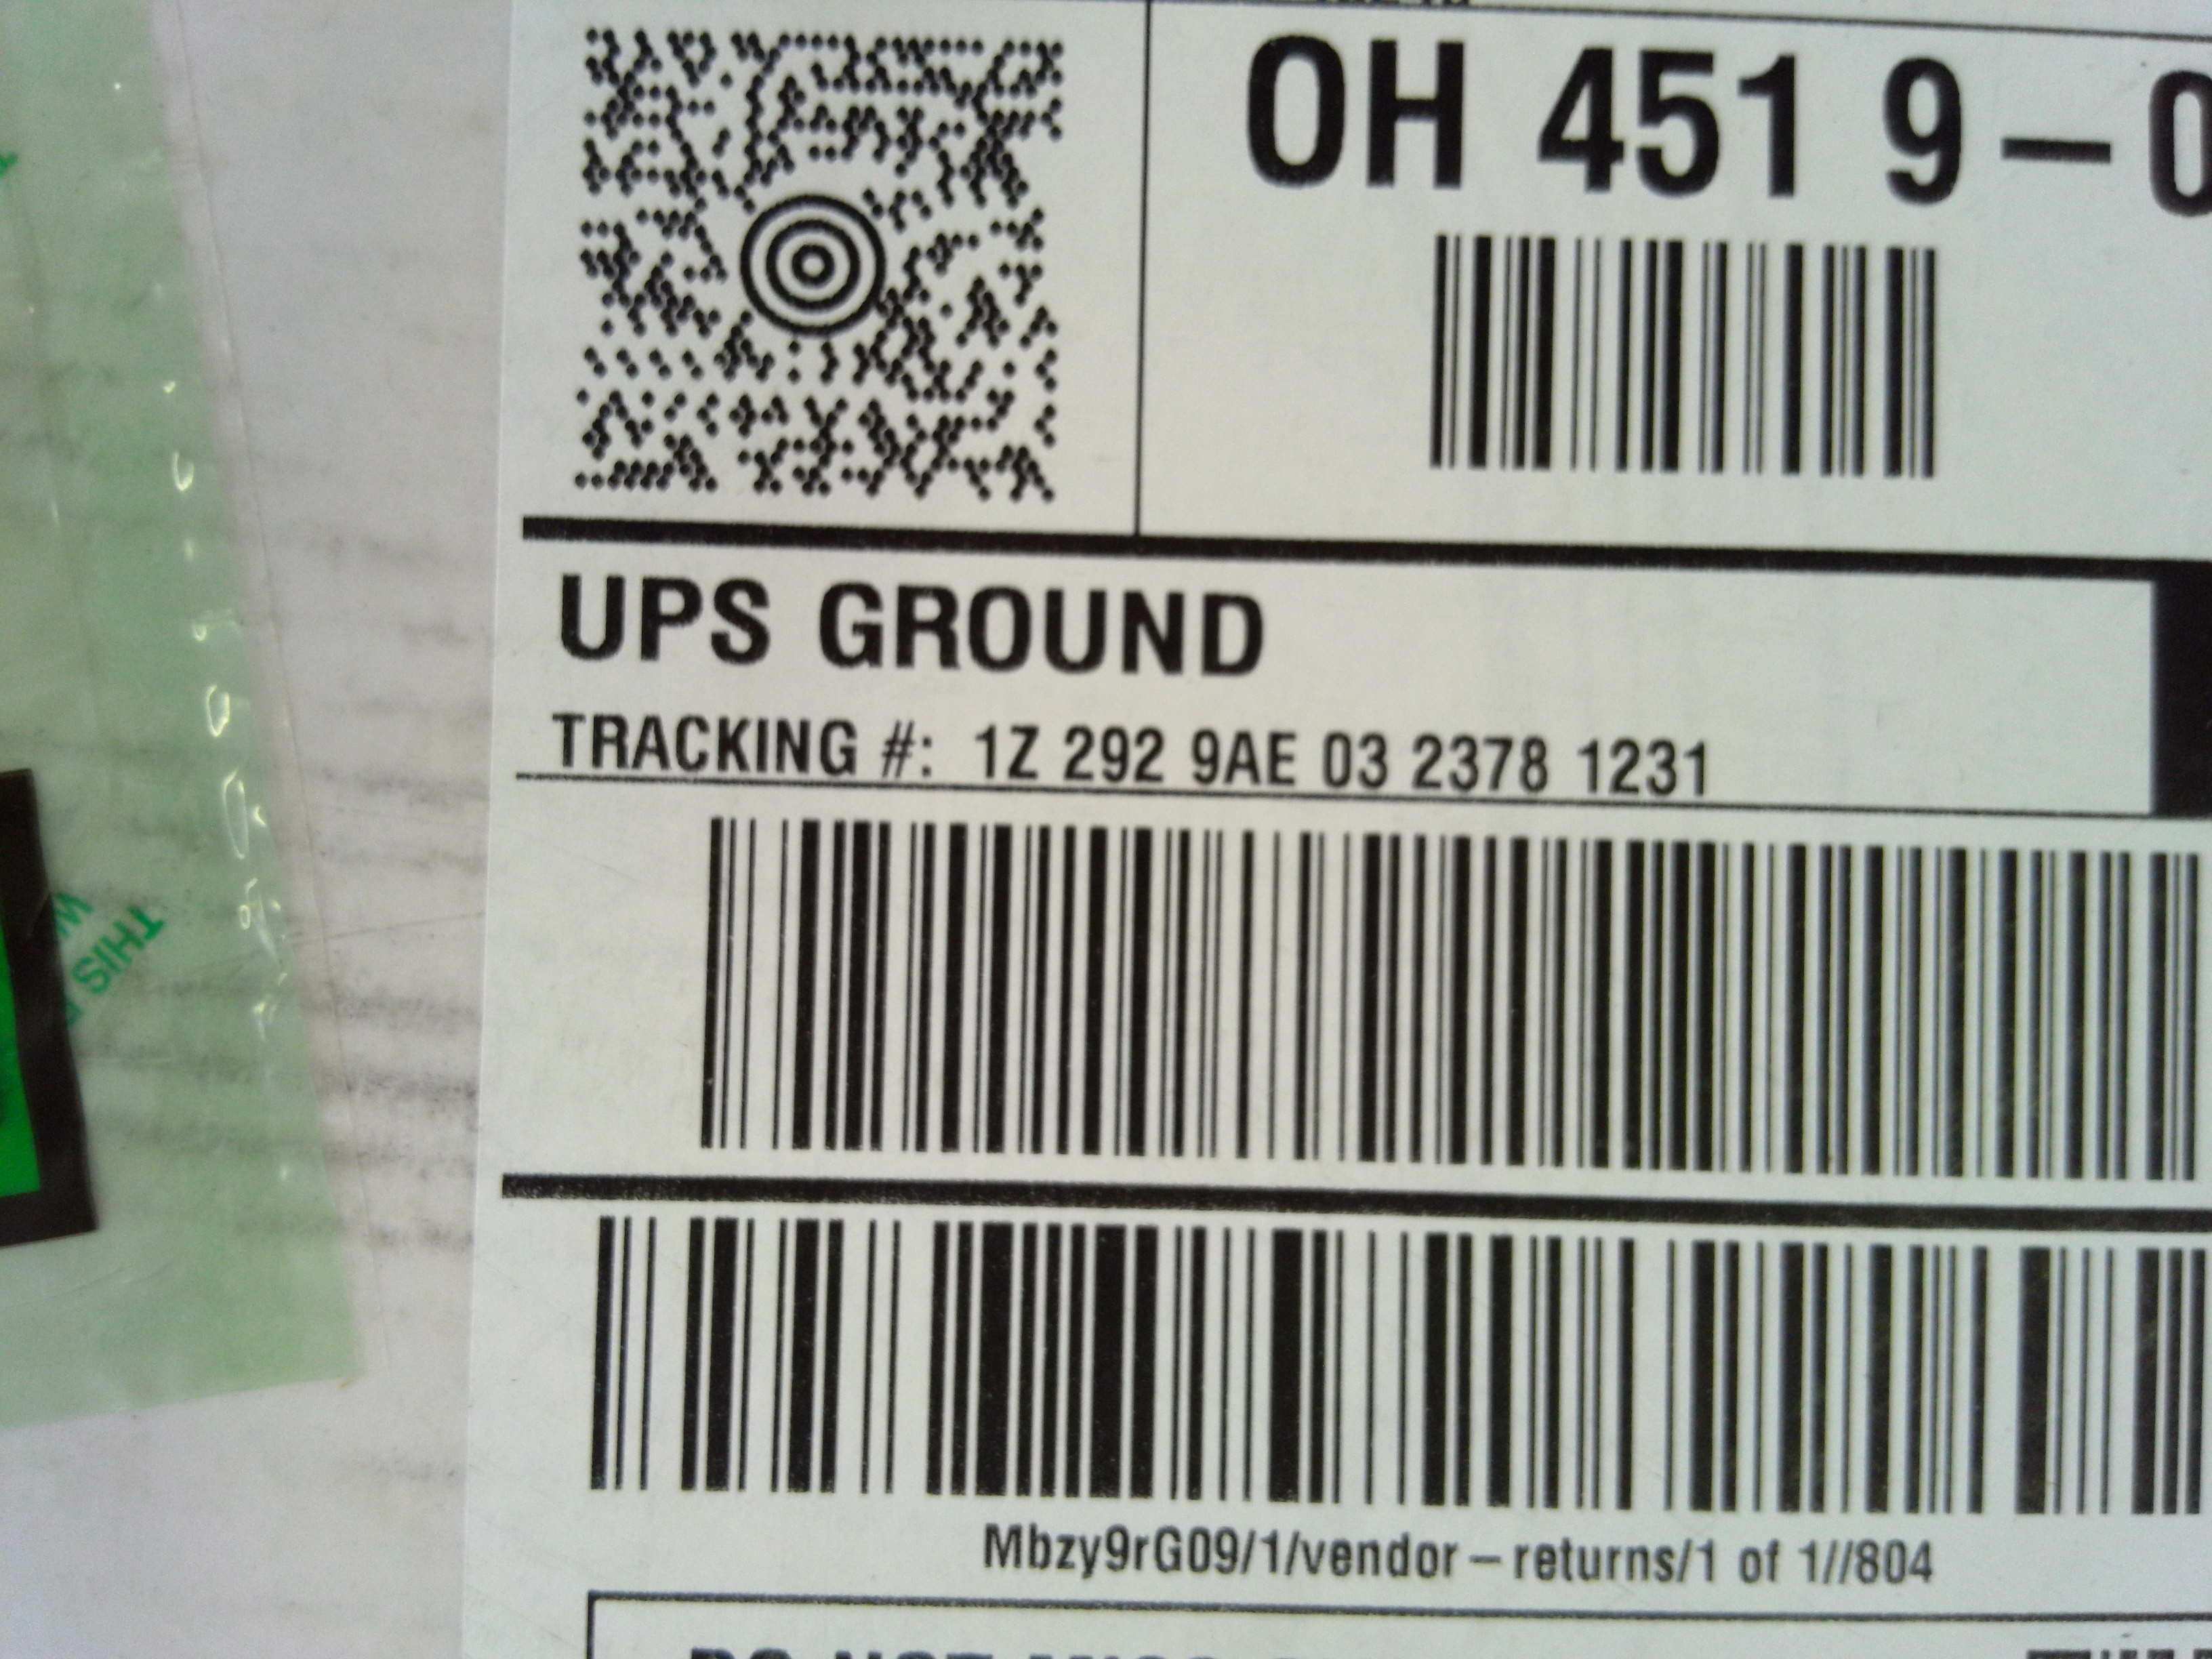 OH 451 9-0
UPS GROUND
TRACKING #: 1Z 292 9AE 03 2378 1231
THIS
Mbzy9rG09/1/vendor-returns/1 of 1//804